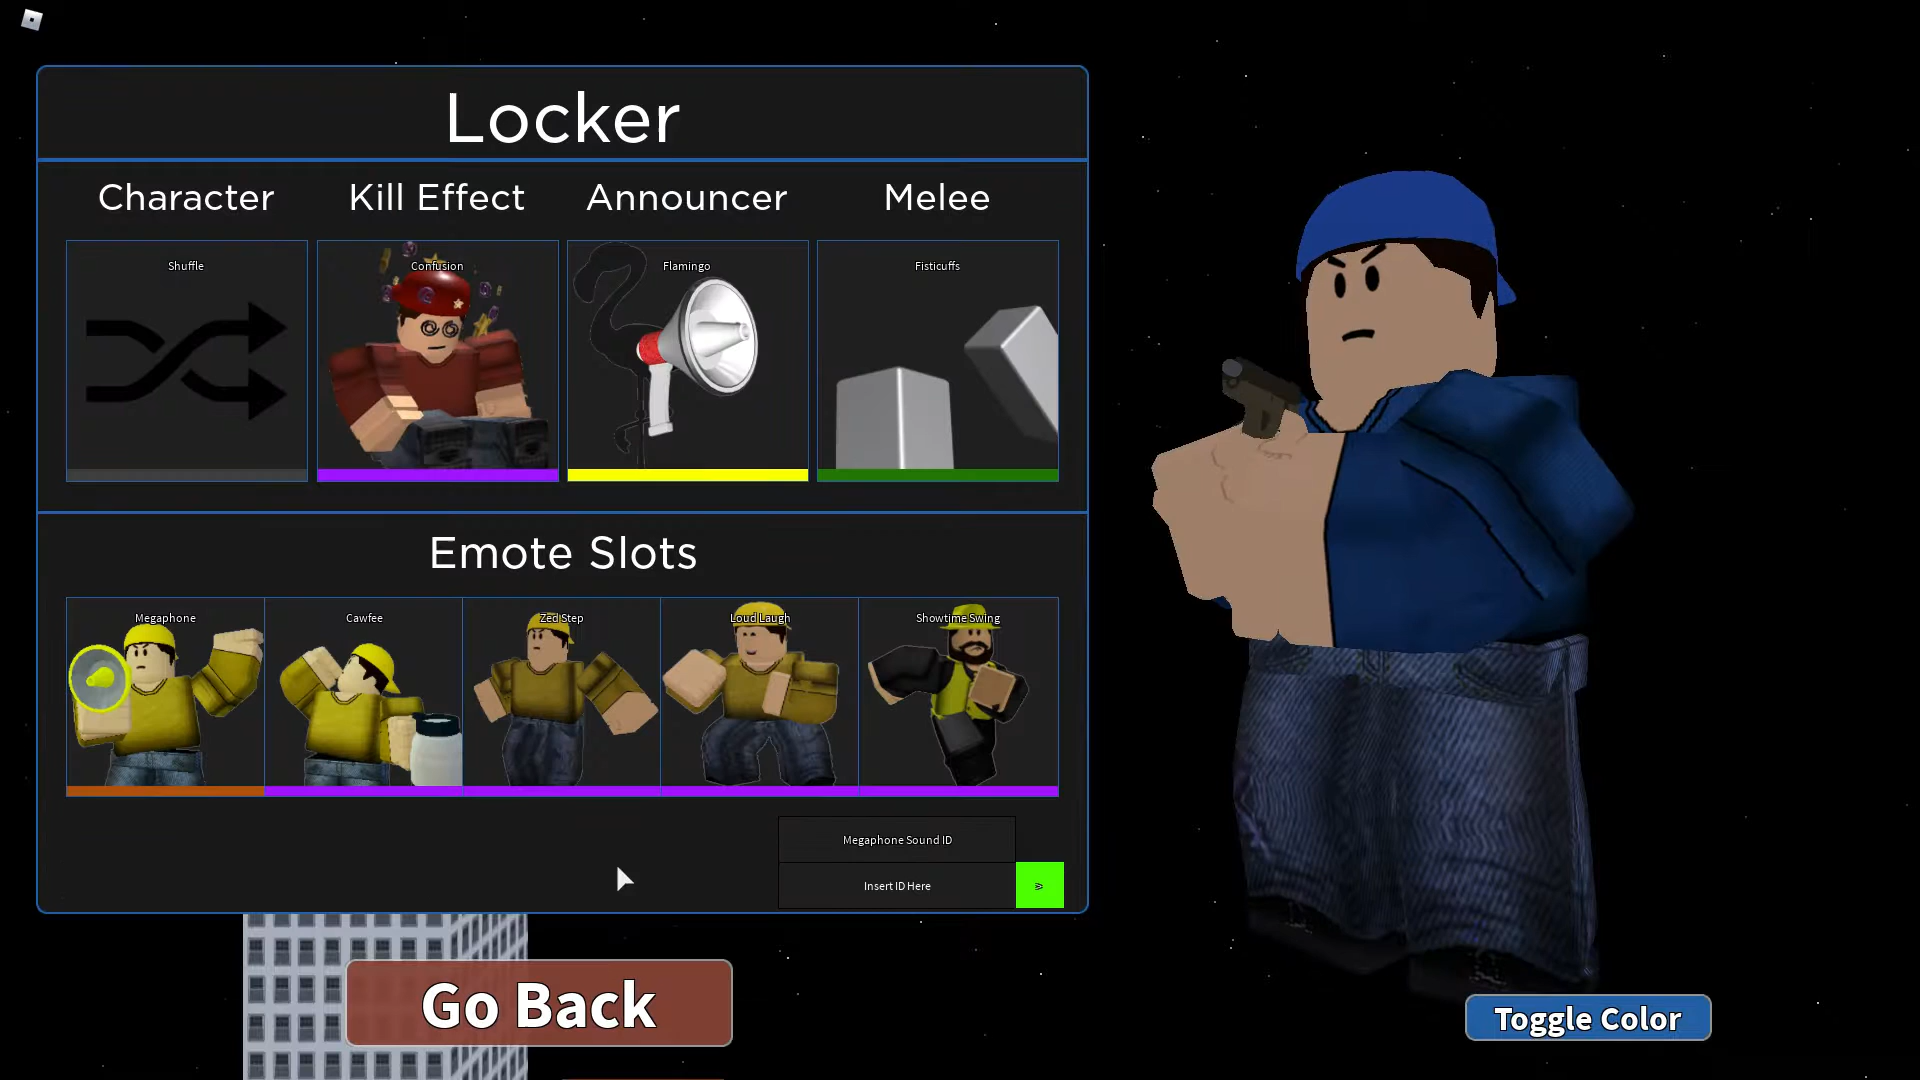 Locker
Character
Kill Effect
Announcer
Melee
Shuffle
Confusion
Flamingo
Fisticuffs
Emote Slots
Megaphone
Cawfee
Zed Step
Loud Laugh
Showtime Swing
Megaphone Sound ID
Insert ID Here
>
Go Back
Toggle Color